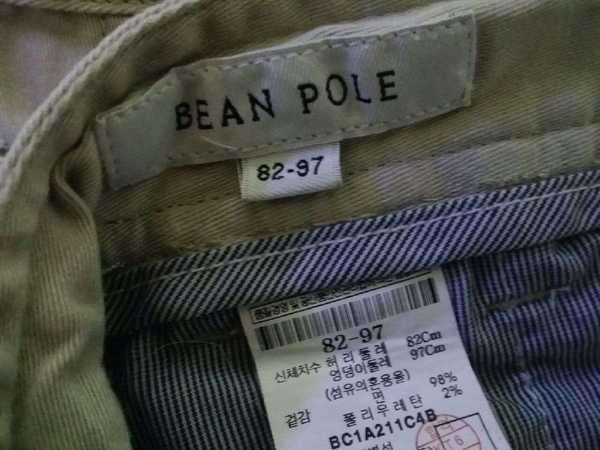 BEAN POLE
82-97
82-97
신체치수 허리둘레 82Cm
엉덩이둘레 97Cm
(섬유의혼용율)
겉감 면 98%
폴리우레탄 2%
BC1A211C4B